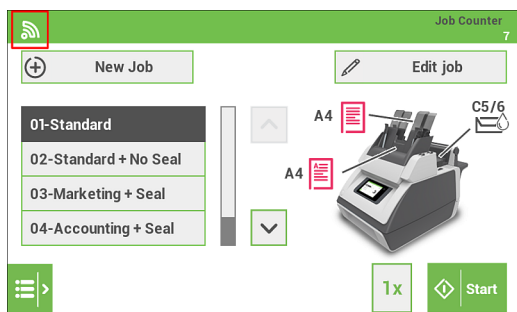 Job Counter
7
New Job
Edit job
01-Standard
02-Standard + No Seal
03-Marketing + Seal
04-Accounting + Seal
A4
C5/6
A4
1x
Start